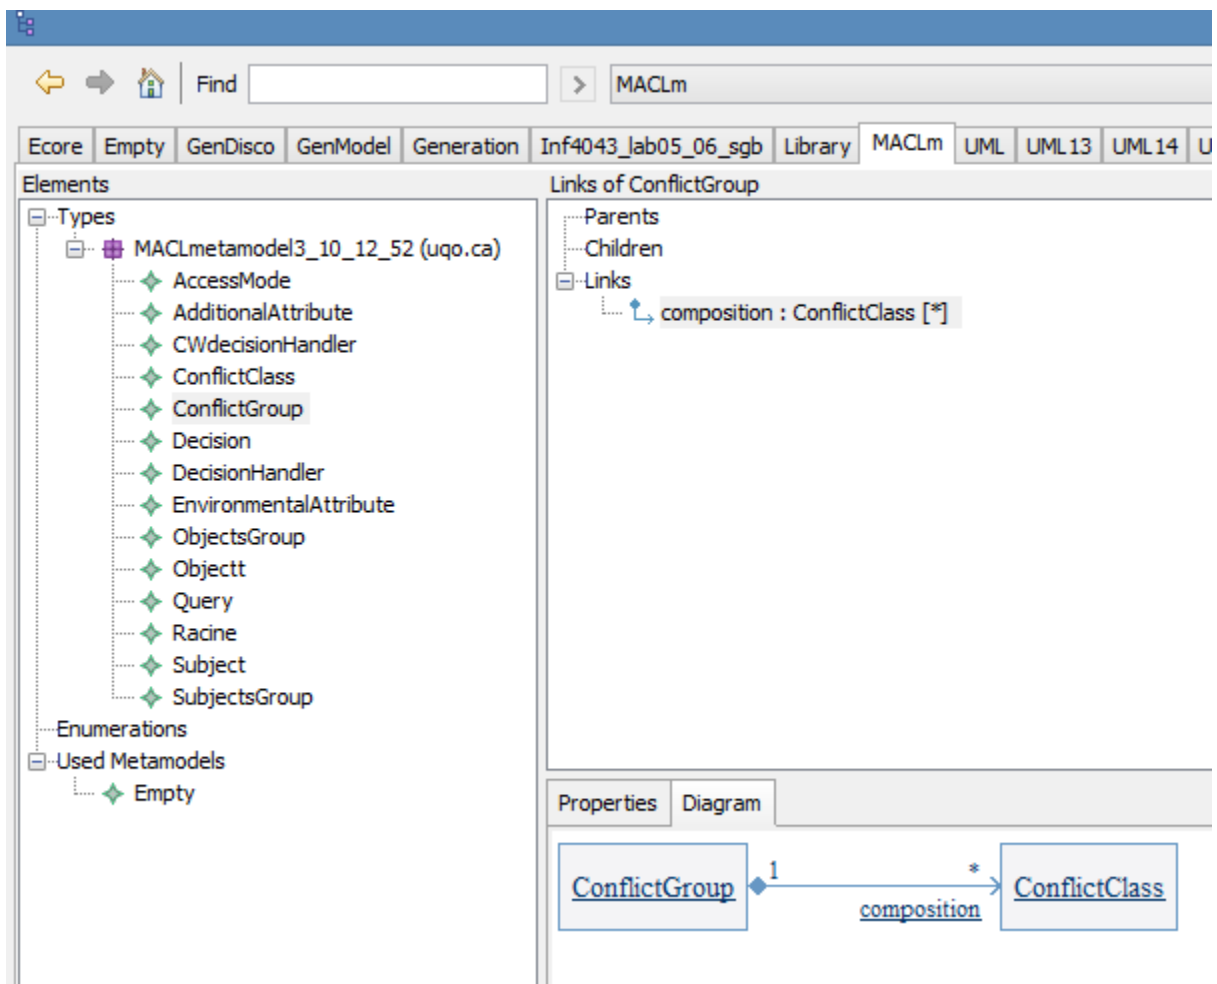 Find
MACLm
Ecore Empty GenDisco GenModel Generation Inf4043_lab05_06_sgb Library MACLm UML UML13 UML14 U
Elements
Types
MACLmetamodel3_10_12_52 (uqo.ca)
AccessMode
AdditionalAttribute
CWdecisionHandler
ConflictClass
ConflictGroup
Decision
DecisionHandler
EnvironmentalAttribute
ObjectsGroup
Objectt
Query
Racine
Subject
SubjectsGroup
Enumerations
Used Metamodels
Empty
Links of ConflictGroup
Parents
Children
Links
composition : ConflictClass [*]
Properties Diagram
ConflictGroup 1 * ConflictClass
composition